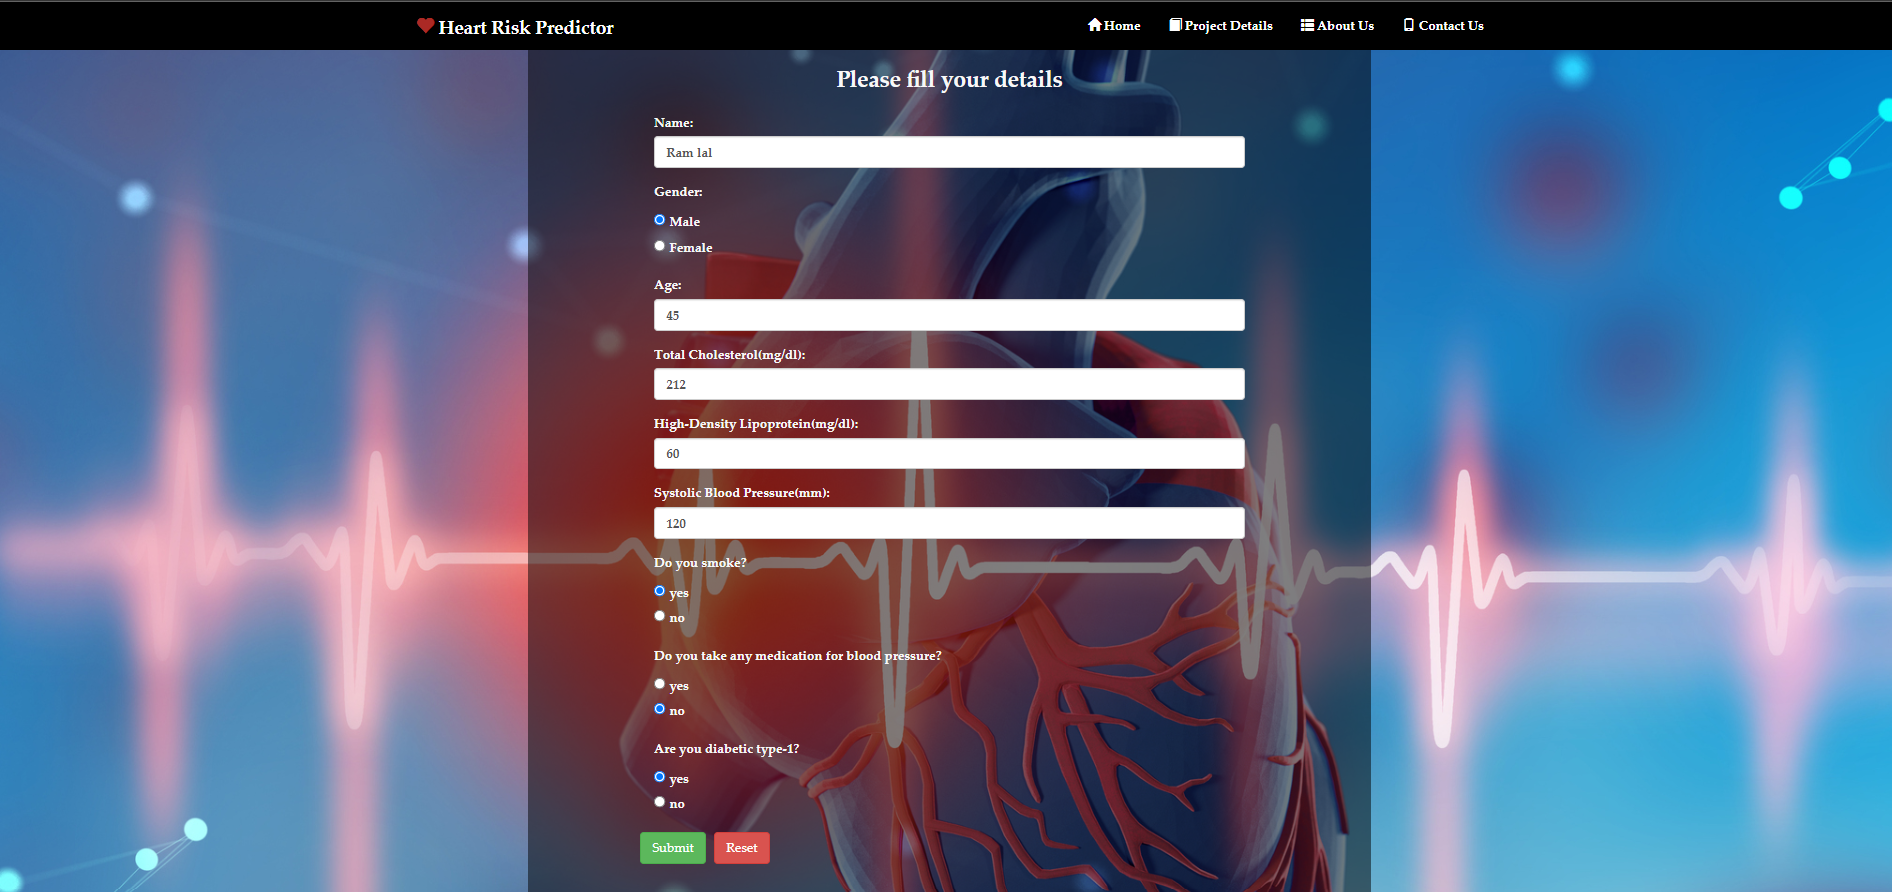 Heart Risk Predictor
Home Project Details About Us Contact Us
Please fill your details
Name:
Ram lal
Gender:
Male
Female
Age:
45
Total Cholesterol(mg/dl):
212
High-Density Lipoprotein(mg/dl):
60
Systolic Blood Pressure(mm):
120
Do you smoke?
yes
no
Do you take any medication for blood pressure?
yes
no
Are you diabetic type-1?
yes
no
Submit Reset